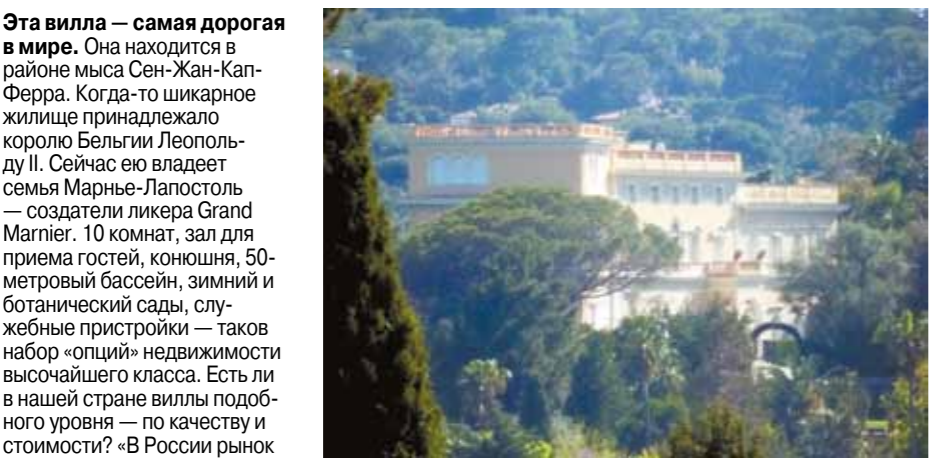 Эта вилла — самая дорогая
в мире. Она находится в
районе мыса Сен-Жан-Кап-
Ферра. Когда-то шикарное
жилище принадлежало
королю Бельгии Леополь-
ду II. Сейчас ею владеет
семья Марнье-Лапостоль
— создатели ликера Grand
Marnier. 10 комнат, зал для
приема гостей, конюшня, 50-
метровый бассейн, зимний и
ботанический сады, слу-
жебные пристройки — таков
набор «опций» недвижимости
высочайшего класса. Есть ли
в нашей стране виллы подоб-
ного уровня — по качеству и
стоимости? «В России рынок